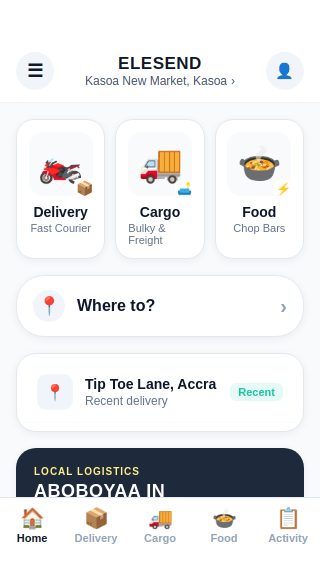 ELESEND
Kasoa New Market, Kasoa ›
Delivery
Fast Courier
Cargo
Bulky &
Freight
Food
Chop Bars
Where to?
Tip Toe Lane, Accra
Recent delivery
Recent
LOCAL LOGISTICS
ABOBOYAA IN
Home
Delivery
Cargo
Food
Activity